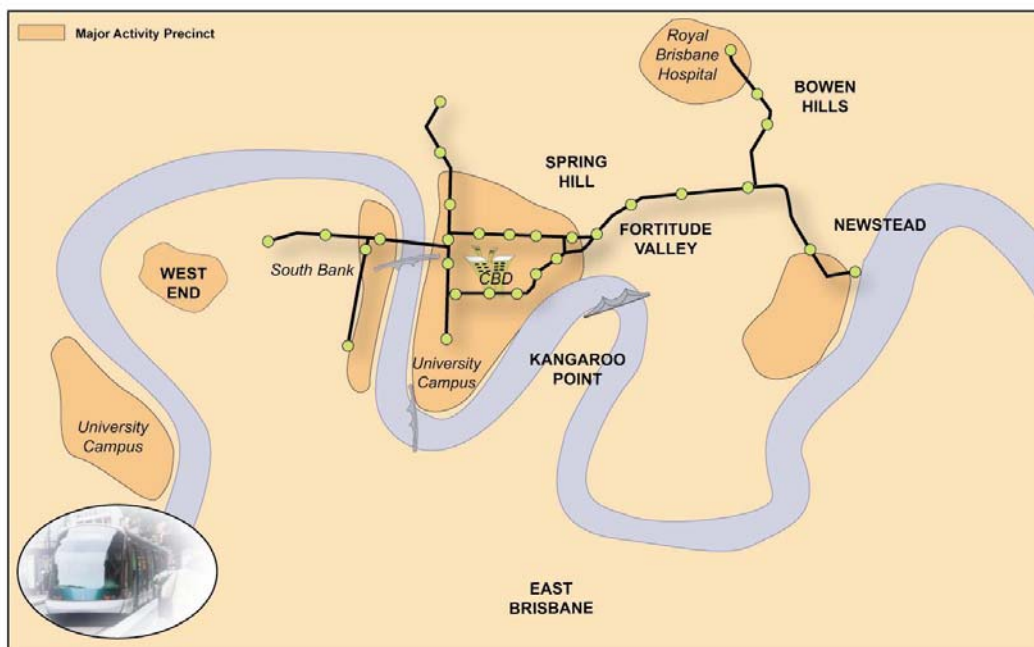 Major Activity Precinct
Royal
Brisbane
Hospital
BOWEN
HILLS
SPRING
HILL
FORTITUDE
VALLEY
NEWSTEAD
South Bank
CBD
WEST
END
KANGAROO
POINT
University
Campus
University
Campus
EAST
BRISBANE